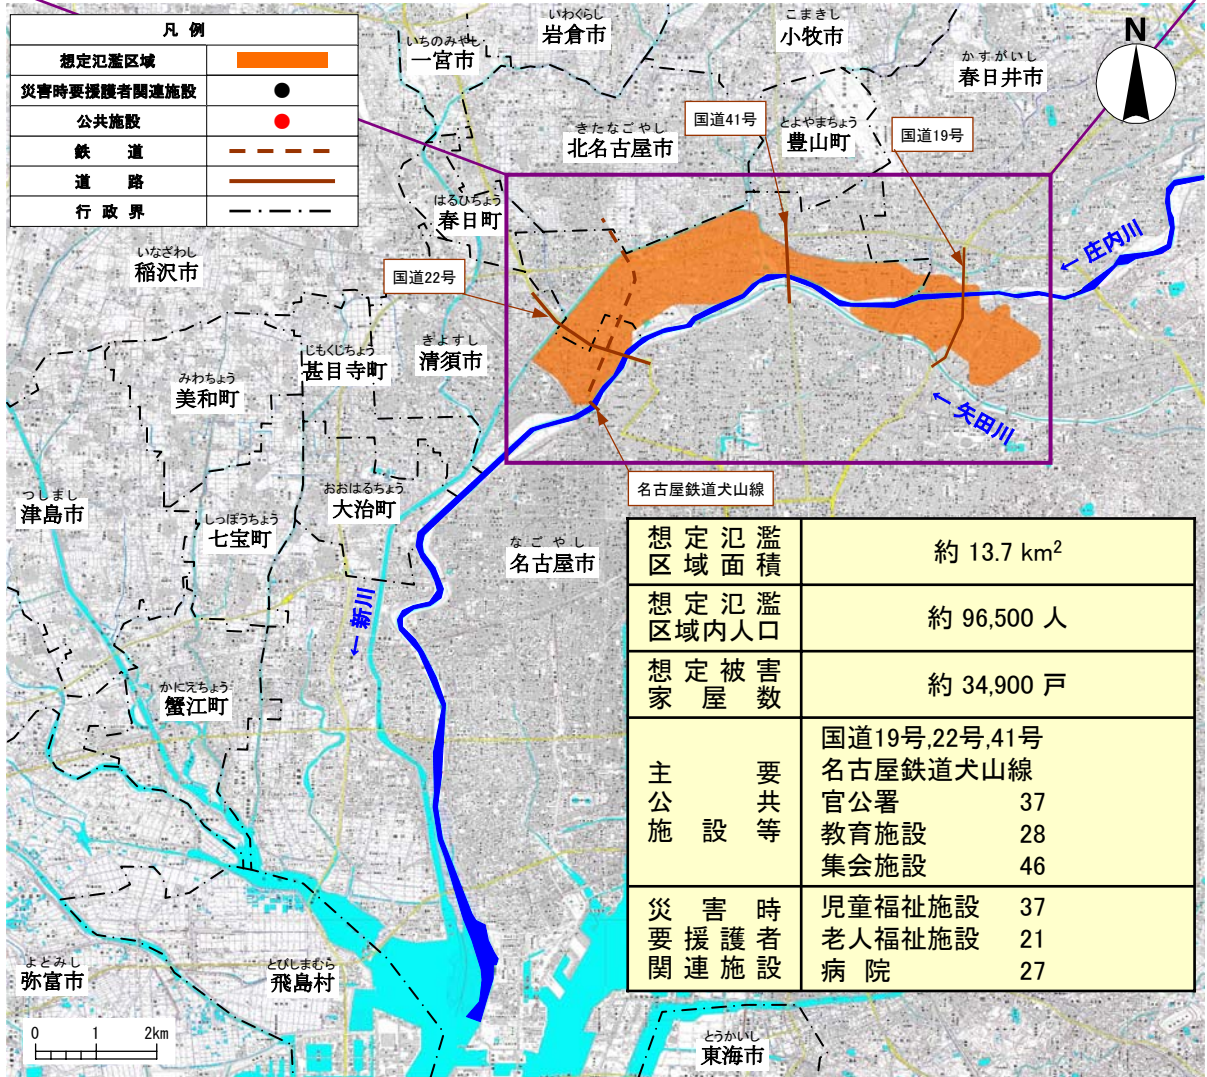 凡 例
想定氾濫区域
災害時要援護者関連施設
公共施設
鉄 道
道 路
行 政 界
いわくらし
岩倉市
こまきし
小牧市
いちのみやし
一宮市
かすがいし
春日井市
N
国道41号
きたなごやし
北名古屋市
とよやまちょう
豊山町
国道19号
はるひちょう
春日町
いなざわし
稲沢市
国道22号
← 庄内川
きよすし
清須市
じもくじちょう
甚目寺町
みわちょう
美和町
← 矢田川
名古屋鉄道犬山線
つしまし
津島市
おおはるちょう
大治町
しっぽうちょう
七宝町
なごやし
名古屋市
← 新川
かにえちょう
蟹江町
よとみし
弥富市
とびしまむら
飛島村
とうかいし
東海市
0 1 2km
想 定 氾 濫
区 域 面 積
約 13.7 km²
想 定 氾 濫
区域内人口
約 96,500 人
想 定 被 害
家 屋 数
約 34,900 戸
主 要
公 共
施 設 等
国道19号,22号,41号
名古屋鉄道犬山線
官公署 37
教育施設 28
集会施設 46
災 害 時
要 援 護 者
関 連 施 設
児童福祉施設 37
老人福祉施設 21
病 院 27